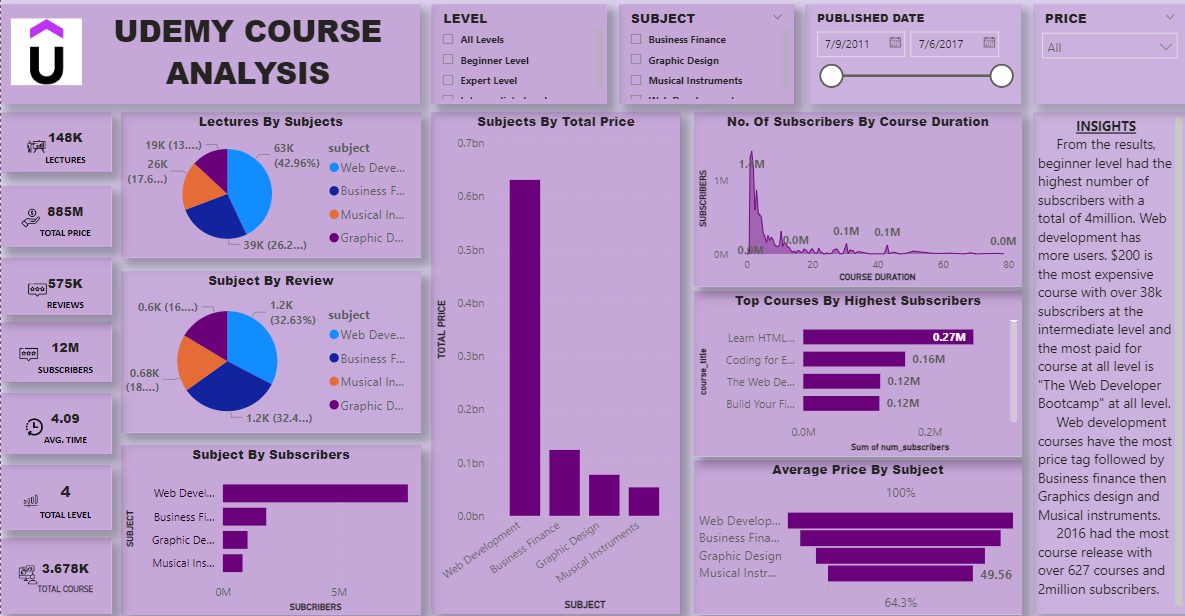 UDEMY COURSE
ANALYSIS
LEVEL
All Levels
Beginner Level
Expert Level
SUBJECT
Business Finance
Graphic Design
Musical Instruments
PUBLISHED DATE
7/9/2011
7/6/2017
PRICE
All
148K
LECTURES
885M
TOTAL PRICE
575K
REVIEWS
12M
SUBSCRIBERS
4.09
AVG. TIME
4
TOTAL LEVEL
3.678K
TOTAL COURSE
Lectures By Subjects
19K (13....)
26K
(17.6...)
63K
(42.96%)
39K (26.2...)
subject
Web Deve...
Business F...
Musical In...
Graphic D...
Subject By Review
0.6K (16....)
0.68K
(18....)
1.2K
(32.63%)
1.2K (32.4...)
subject
Web Deve...
Business F...
Musical In...
Graphic D...
Subject By Subscribers
SUBJECT
Web Devel...
Business Fi...
Graphic De...
Musical Ins...
0M
5M
SUBCRIBERS
Subjects By Total Price
TOTAL PRICE
0.7bn
0.6bn
0.5bn
0.4bn
0.3bn
0.2bn
0.1bn
0.0bn
Web Development
Business Finance
Graphic Design
Musical Instruments
SUBJECT
No. Of Subscribers By Course Duration
SUBSCRIBERS
1M
0M
1.4M
0.0M
0.0M
0.1M
0.1M
0.0M
0
20
40
60
80
COURSE DURATION
Top Courses By Highest Subscribers
course_title
Learn HTML...
0.27M
Coding for E...
0.16M
The Web De...
0.12M
Build Your Fi...
0.12M
0.0M
0.2M
Sum of num_subscribers
Average Price By Subject
100%
Web Develop...
Business Fina...
Graphic Design
Musical Instr...
49.56
64.3%
INSIGHTS
From the results,
beginner level had the
highest number of
subscribers with a
total of 4million. Web
development has
more users. $200 is
the most expensive
course with over 38k
subscribers at the
intermediate level and
the most paid for
course at all level is
"The Web Developer
Bootcamp" at all level.
Web development
courses have the most
price tag followed by
Business finance then
Graphics design and
Musical instruments.
2016 had the most
course release with
over 627 courses and
2million subscribers.